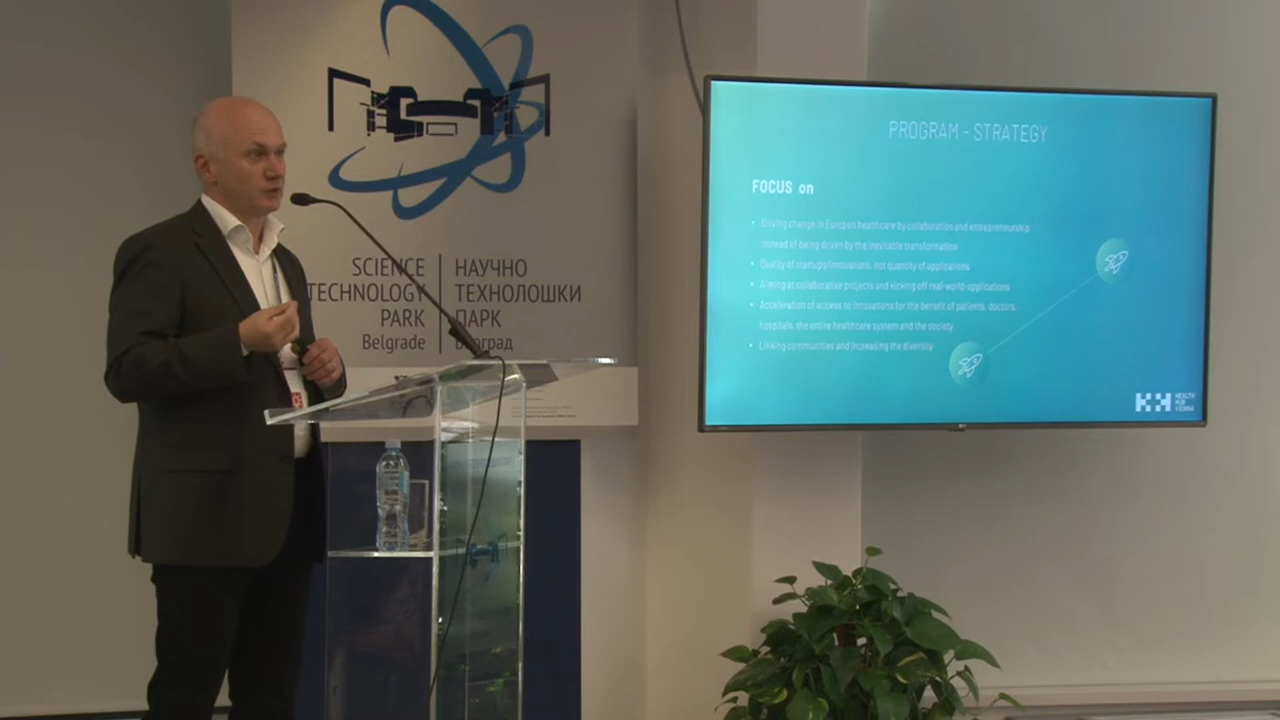 SCIENCE
TECHNOLOGY
PARK
Belgrade
НАУЧНО
ТЕХНОЛОШКИ
ПАРК
Београд
PROGRAM - STRATEGY
FOCUS on
• Driving change in European healthcare by collaboration and entrepreneurship
instead of being driven by the inevitable transformation
• Quality of startups/innovations, not quantity of applications
• Aiming at collaborative projects and kicking off real-world-applications
• Acceleration of access to innovations for the benefit of patients, doctors,
hospitals, the entire healthcare system and the society
• Linking communities and increasing the diversity
HEALTH
HUB
VIENNA